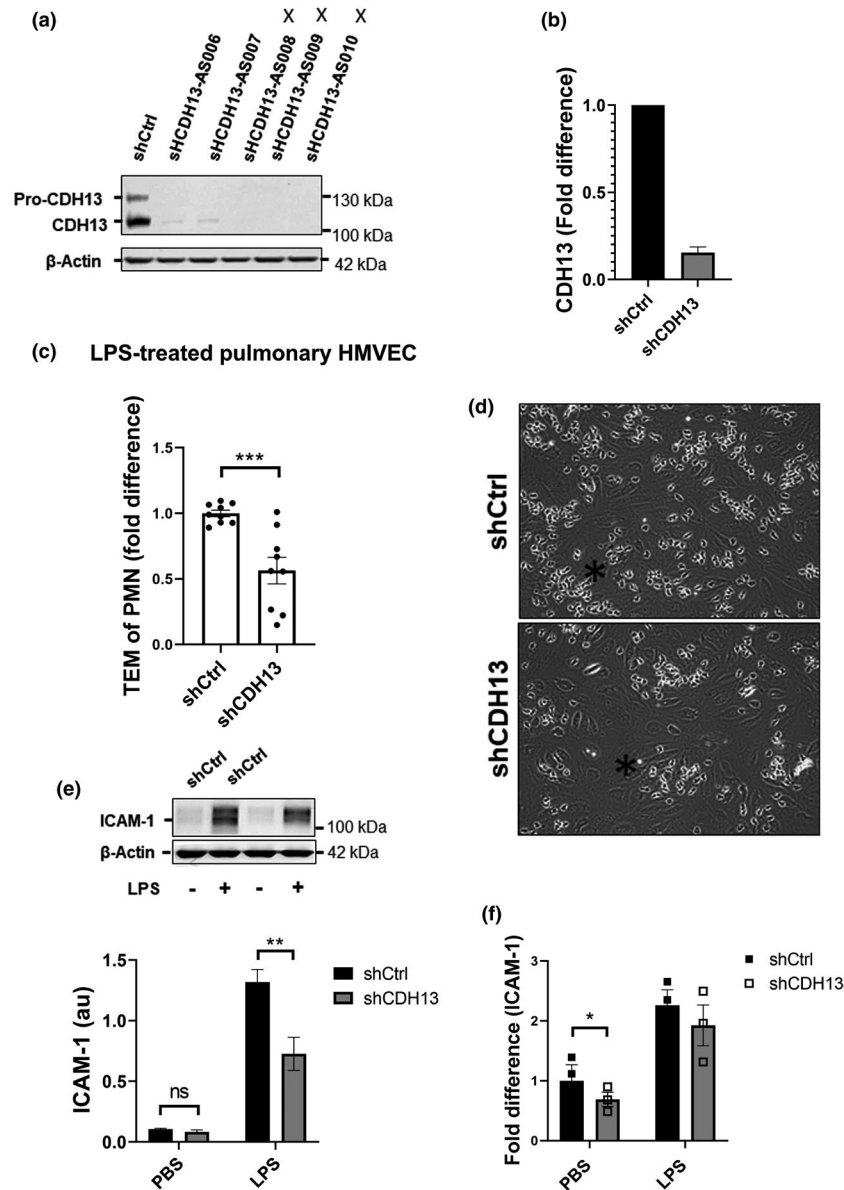 (a)
X X X
shCtrl
sHCDH13-AS006
sHCDH13-AS007
sHCDH13-AS008
sHCDH13-AS009
sHCDH13-AS010
Pro-CDH13
130 kDa
CDH13
100 kDa
β-Actin
42 kDa
(b)
CDH13 (Fold difference)
1.0
0.5
0.0
shCtrl
shCDH13
(c) LPS-treated pulmonary HMVEC
TEM of PMN (fold difference)
1.5
1.0
0.5
0.0
***
shCtrl
shCDH13
(d)
shCtrl
*
shCDH13
*
(e)
shCtrl shCtrl
ICAM-1
100 kDa
β-Actin
42 kDa
LPS - + - +
ICAM-1 (au)
1.5
1.0
0.5
0.0
ns
**
shCtrl
shCDH13
PBS
LPS
(f)
Fold difference (ICAM-1)
3
2
1
0
*
shCtrl
shCDH13
PBS
LPS